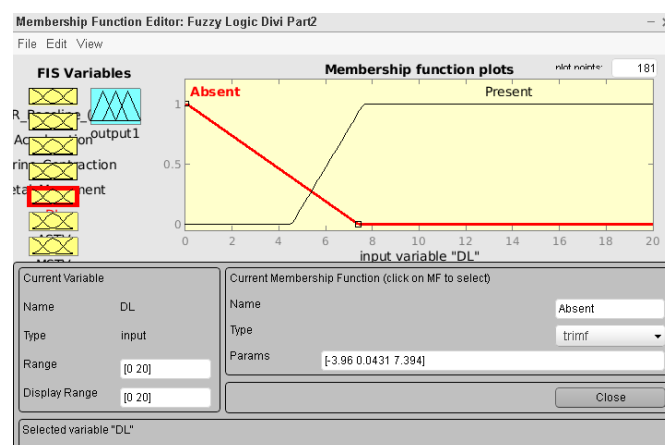 Membership Function Editor: Fuzzy Logic Divi Part2
File Edit View
FIS Variables
output1
DL
Membership function plots
plot points:
181
Absent
Present
1
0.5
0
0 2 4 6 8 10 12 14 16 18 20
input variable "DL"
Current Variable
Name DL
Type input
Range [0 20]
Display Range [0 20]
Current Membership Function (click on MF to select)
Name Absent
Type trimf
Params [-3.96 0.0431 7.394]
Close
Selected variable "DL"